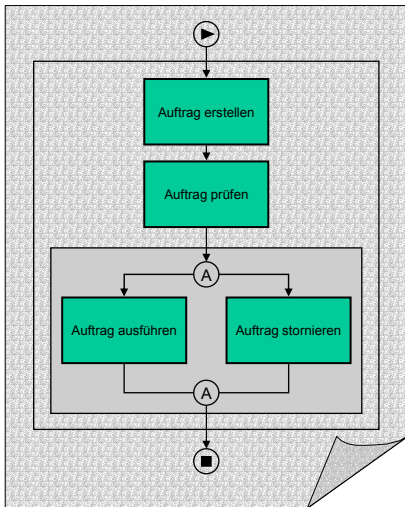 Auftrag erstellen
Auftrag prüfen
A
Auftrag ausführen
Auftrag stornieren
A